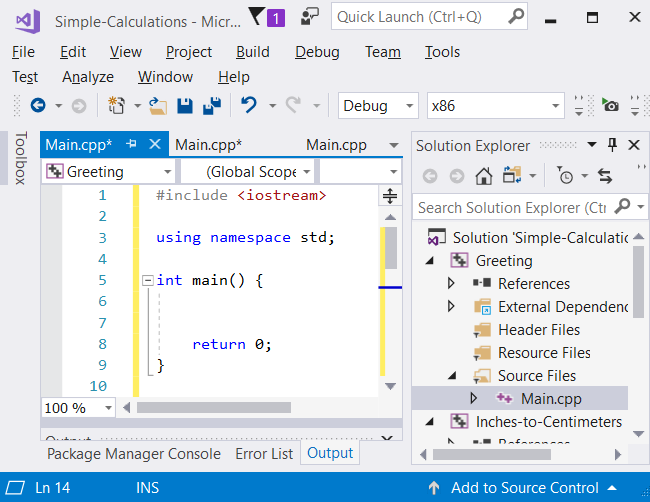 Simple-Calculations - Micr... 1 Quick Launch (Ctrl+Q)
File Edit View Project Build Debug Team Tools
Test Analyze Window Help
Debug x86
Toolbox
Main.cpp* Main.cpp* Main.cpp
Greeting (Global Scope
1 #include <iostream>
2
3 using namespace std;
4
5 int main() {
6
7
8 return 0;
9 }
10
100 %
Output
Package Manager Console Error List Output
Solution Explorer
Search Solution Explorer (Ctr
Solution 'Simple-Calculatio
Greeting
References
External Dependenc
Header Files
Resource Files
Source Files
Main.cpp
Inches-to-Centimeters
References
Ln 14 INS Add to Source Control